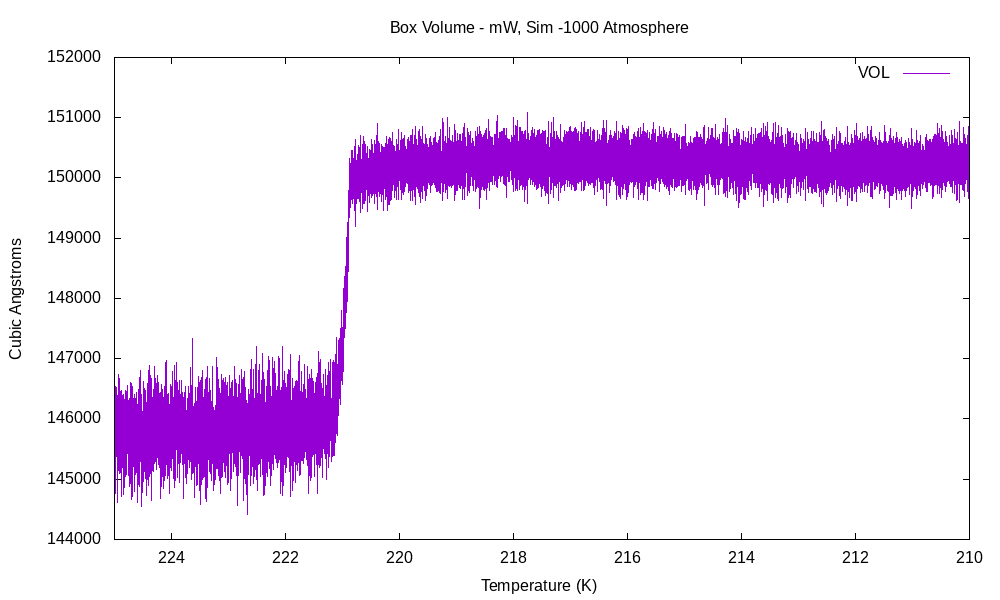 Box Volume - mW, Sim -1000 Atmosphere
VOL
152000
151000
150000
149000
148000
147000
146000
145000
144000
Cubic Angstroms
224 222 220 218 216 214 212 210
Temperature (K)